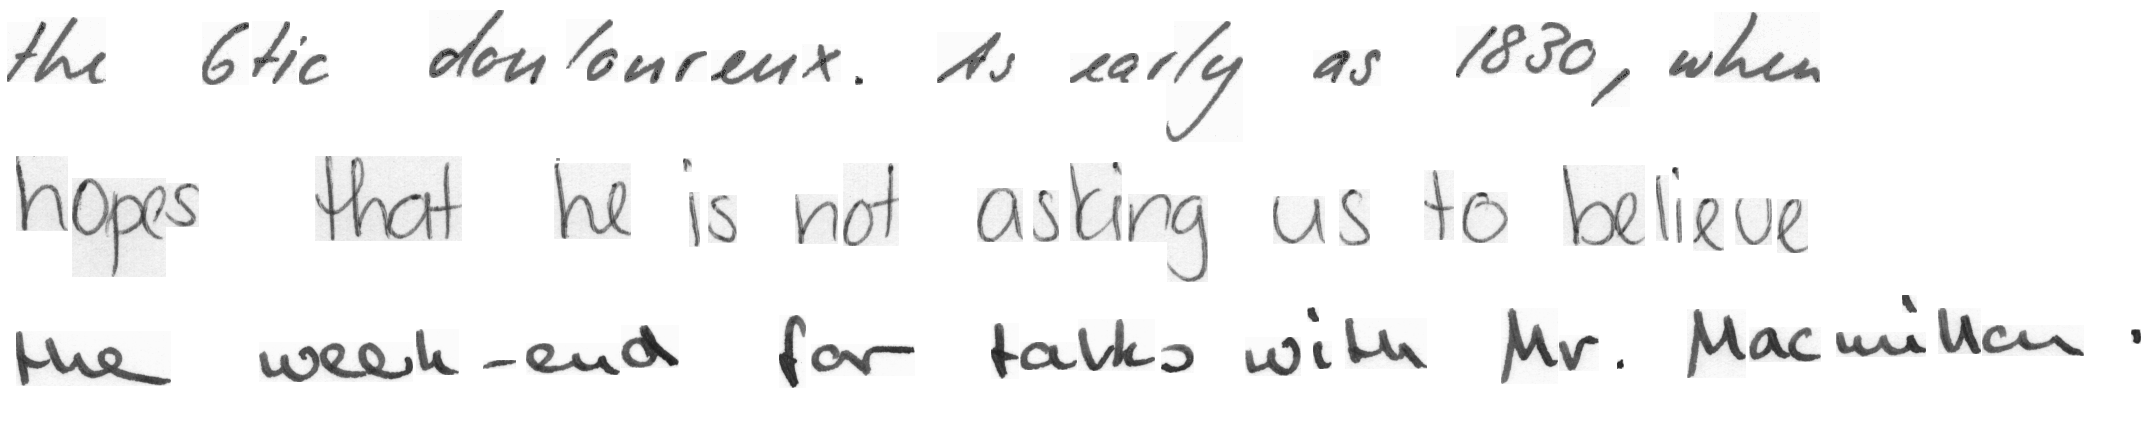 the 6tic douloureux. As early as 1830, when
hopes that he is not asking us to believe
the week-end for talks with Mr. Macmillan.